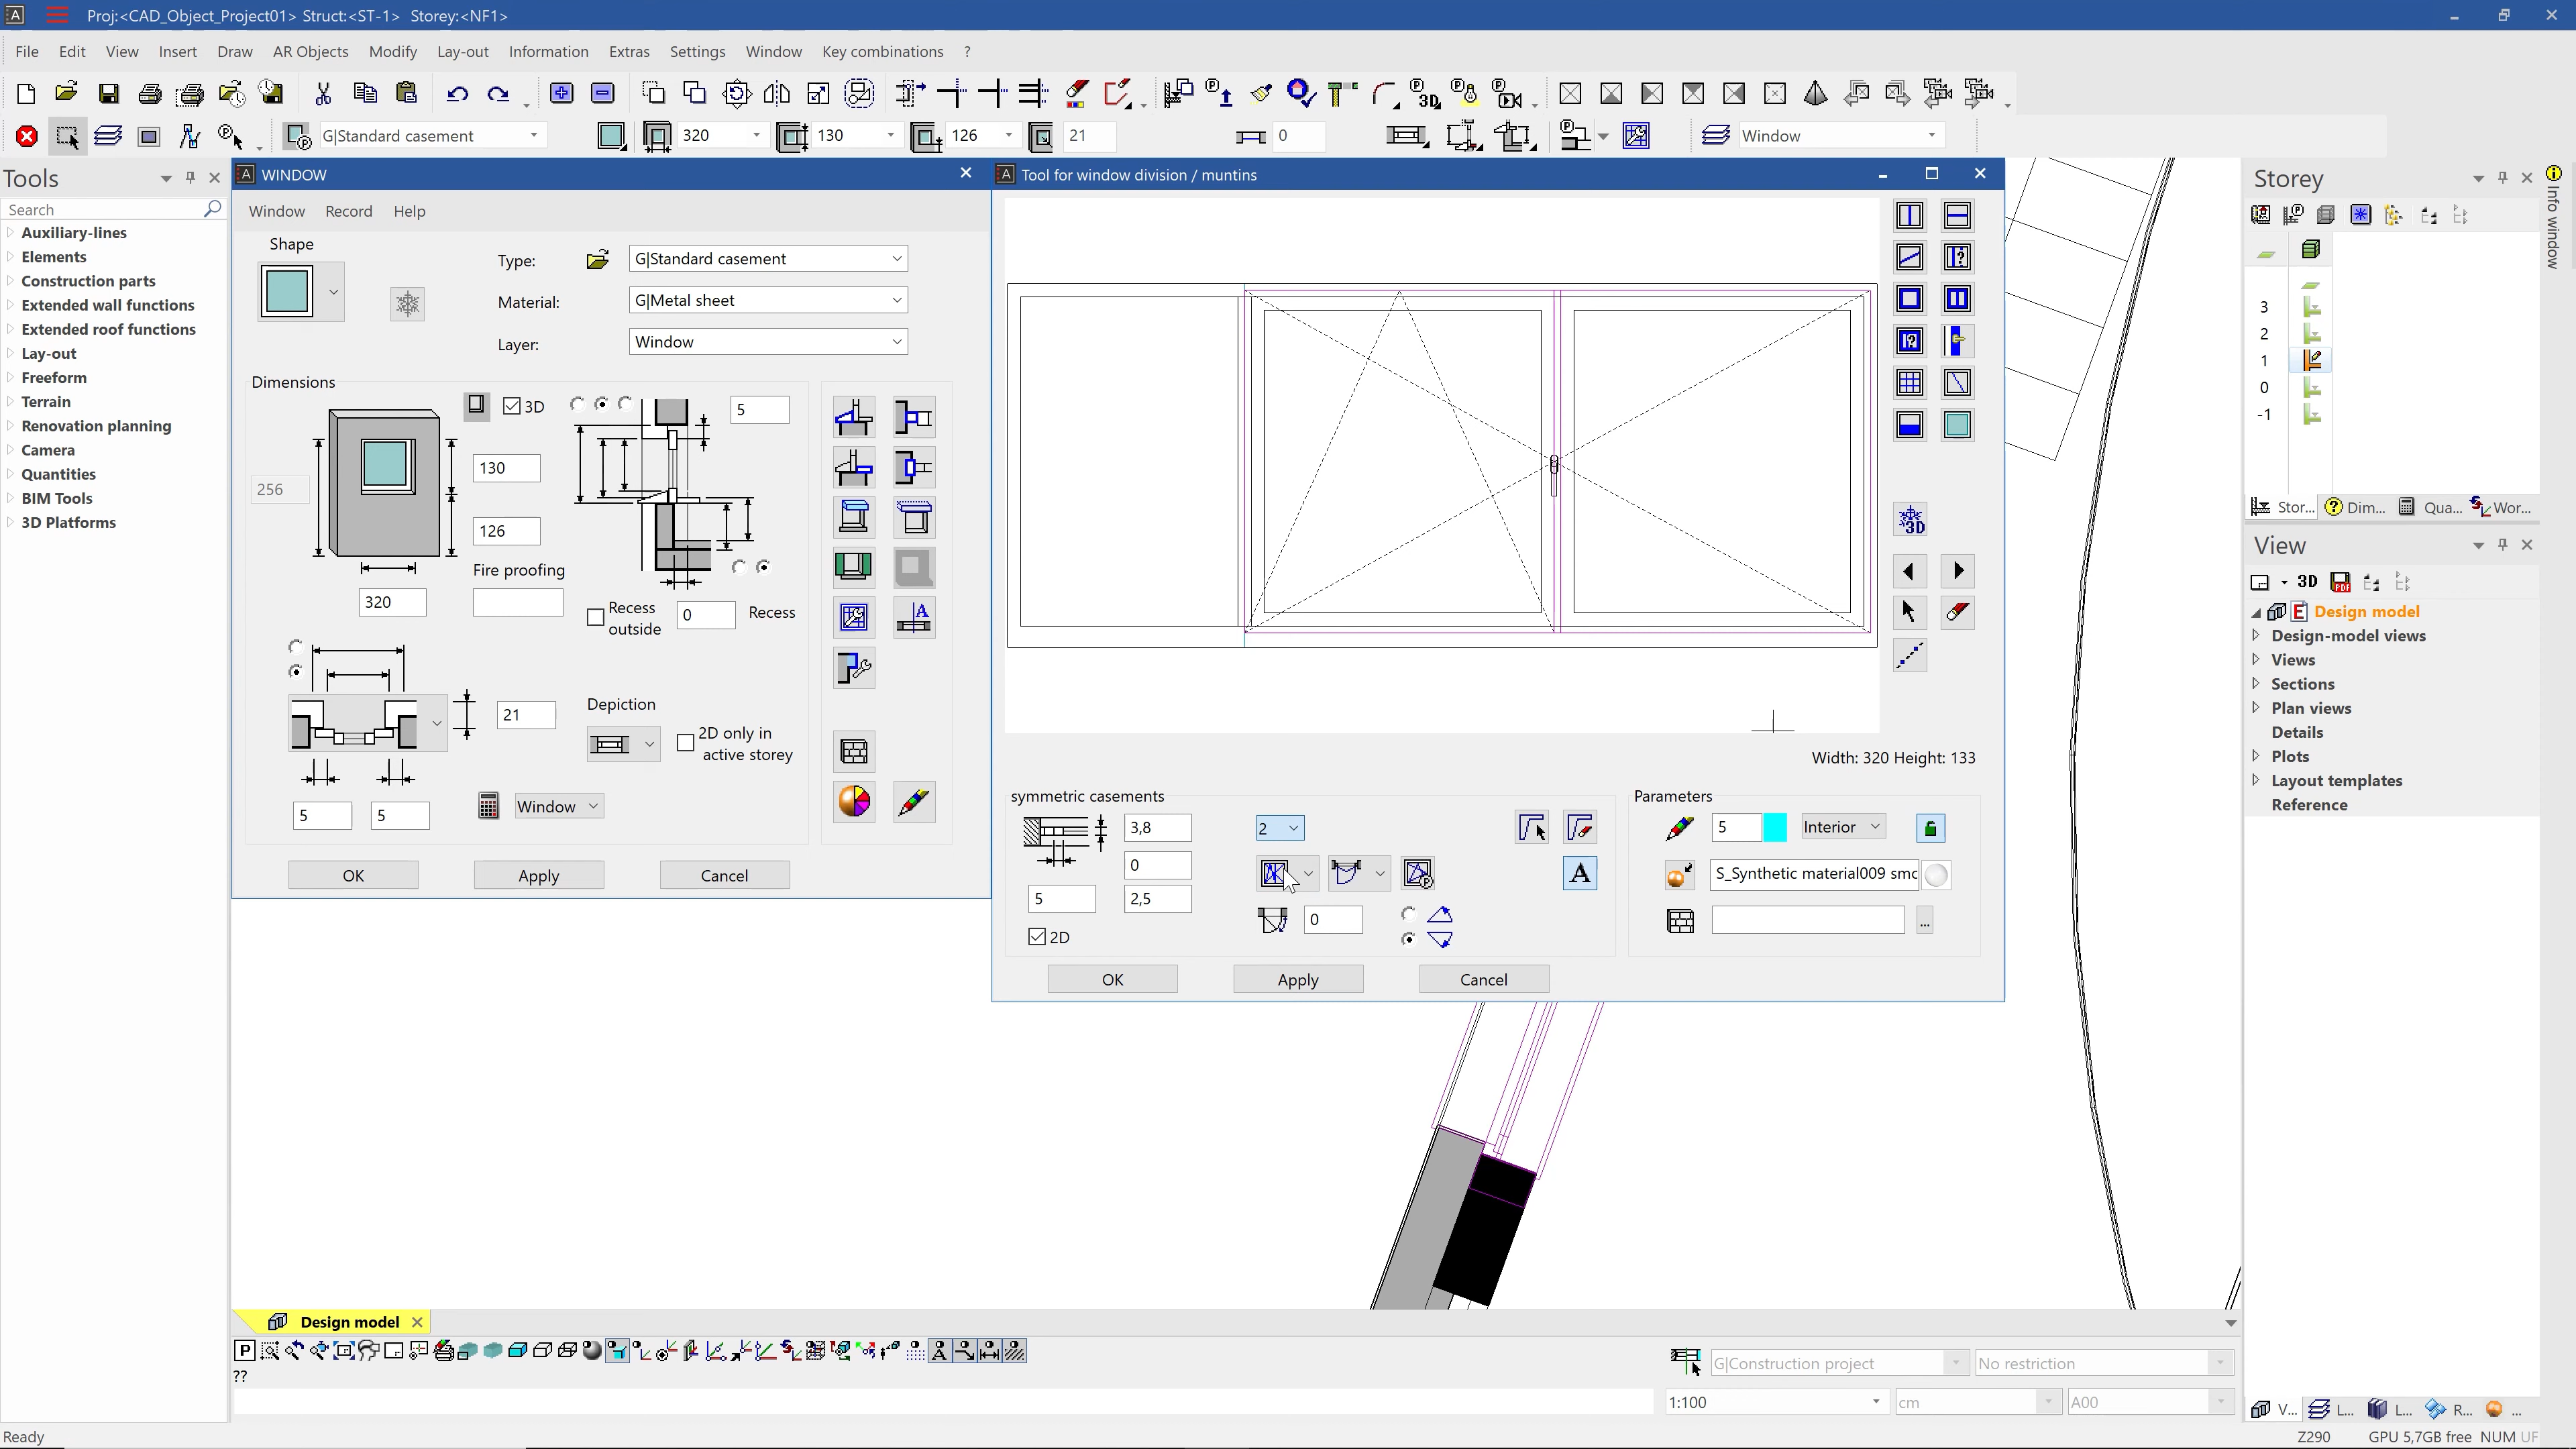 Proj:<CAD_Object_Project01> Struct:<ST-1> Storey:<NF1>
File Edit View Insert Draw AR Objects Modify Lay-out Information Extras Settings Window Key combinations ?
G|Standard casement 320 130 126 21 0 Window
Tools
Search
Auxiliary-lines
Elements
Construction parts
Extended wall functions
Extended roof functions
Lay-out
Freeform
Terrain
Renovation planning
Camera
Quantities
BIM Tools
3D Platforms
WINDOW
Window Record Help
Shape
Type: G|Standard casement
Material: G|Metal sheet
Layer: Window
Dimensions
3D
5
130
256
126
Fire proofing
320
Recess outside
0
Recess
21
Depiction
2D only in active storey
5 5
Window
OK Apply Cancel
Tool for window division / muntins
3D
Width: 320 Height: 133
symmetric casements
3,8
2
0
5
2,5
0
2D
A
Parameters
5
Interior
S_Synthetic material009 smo
...
OK Apply Cancel
Storey
3
2
1
0
-1
Stor... Dim... Qua... Wor...
Info window
View
3D
Design model
Design-model views
Views
Sections
Plan views
Details
Plots
Layout templates
Reference
V... L... L... R... ...
Design model
??
G|Construction project No restriction
1:100 cm A00
Ready
Z290 GPU 5,7GB free NUM UF